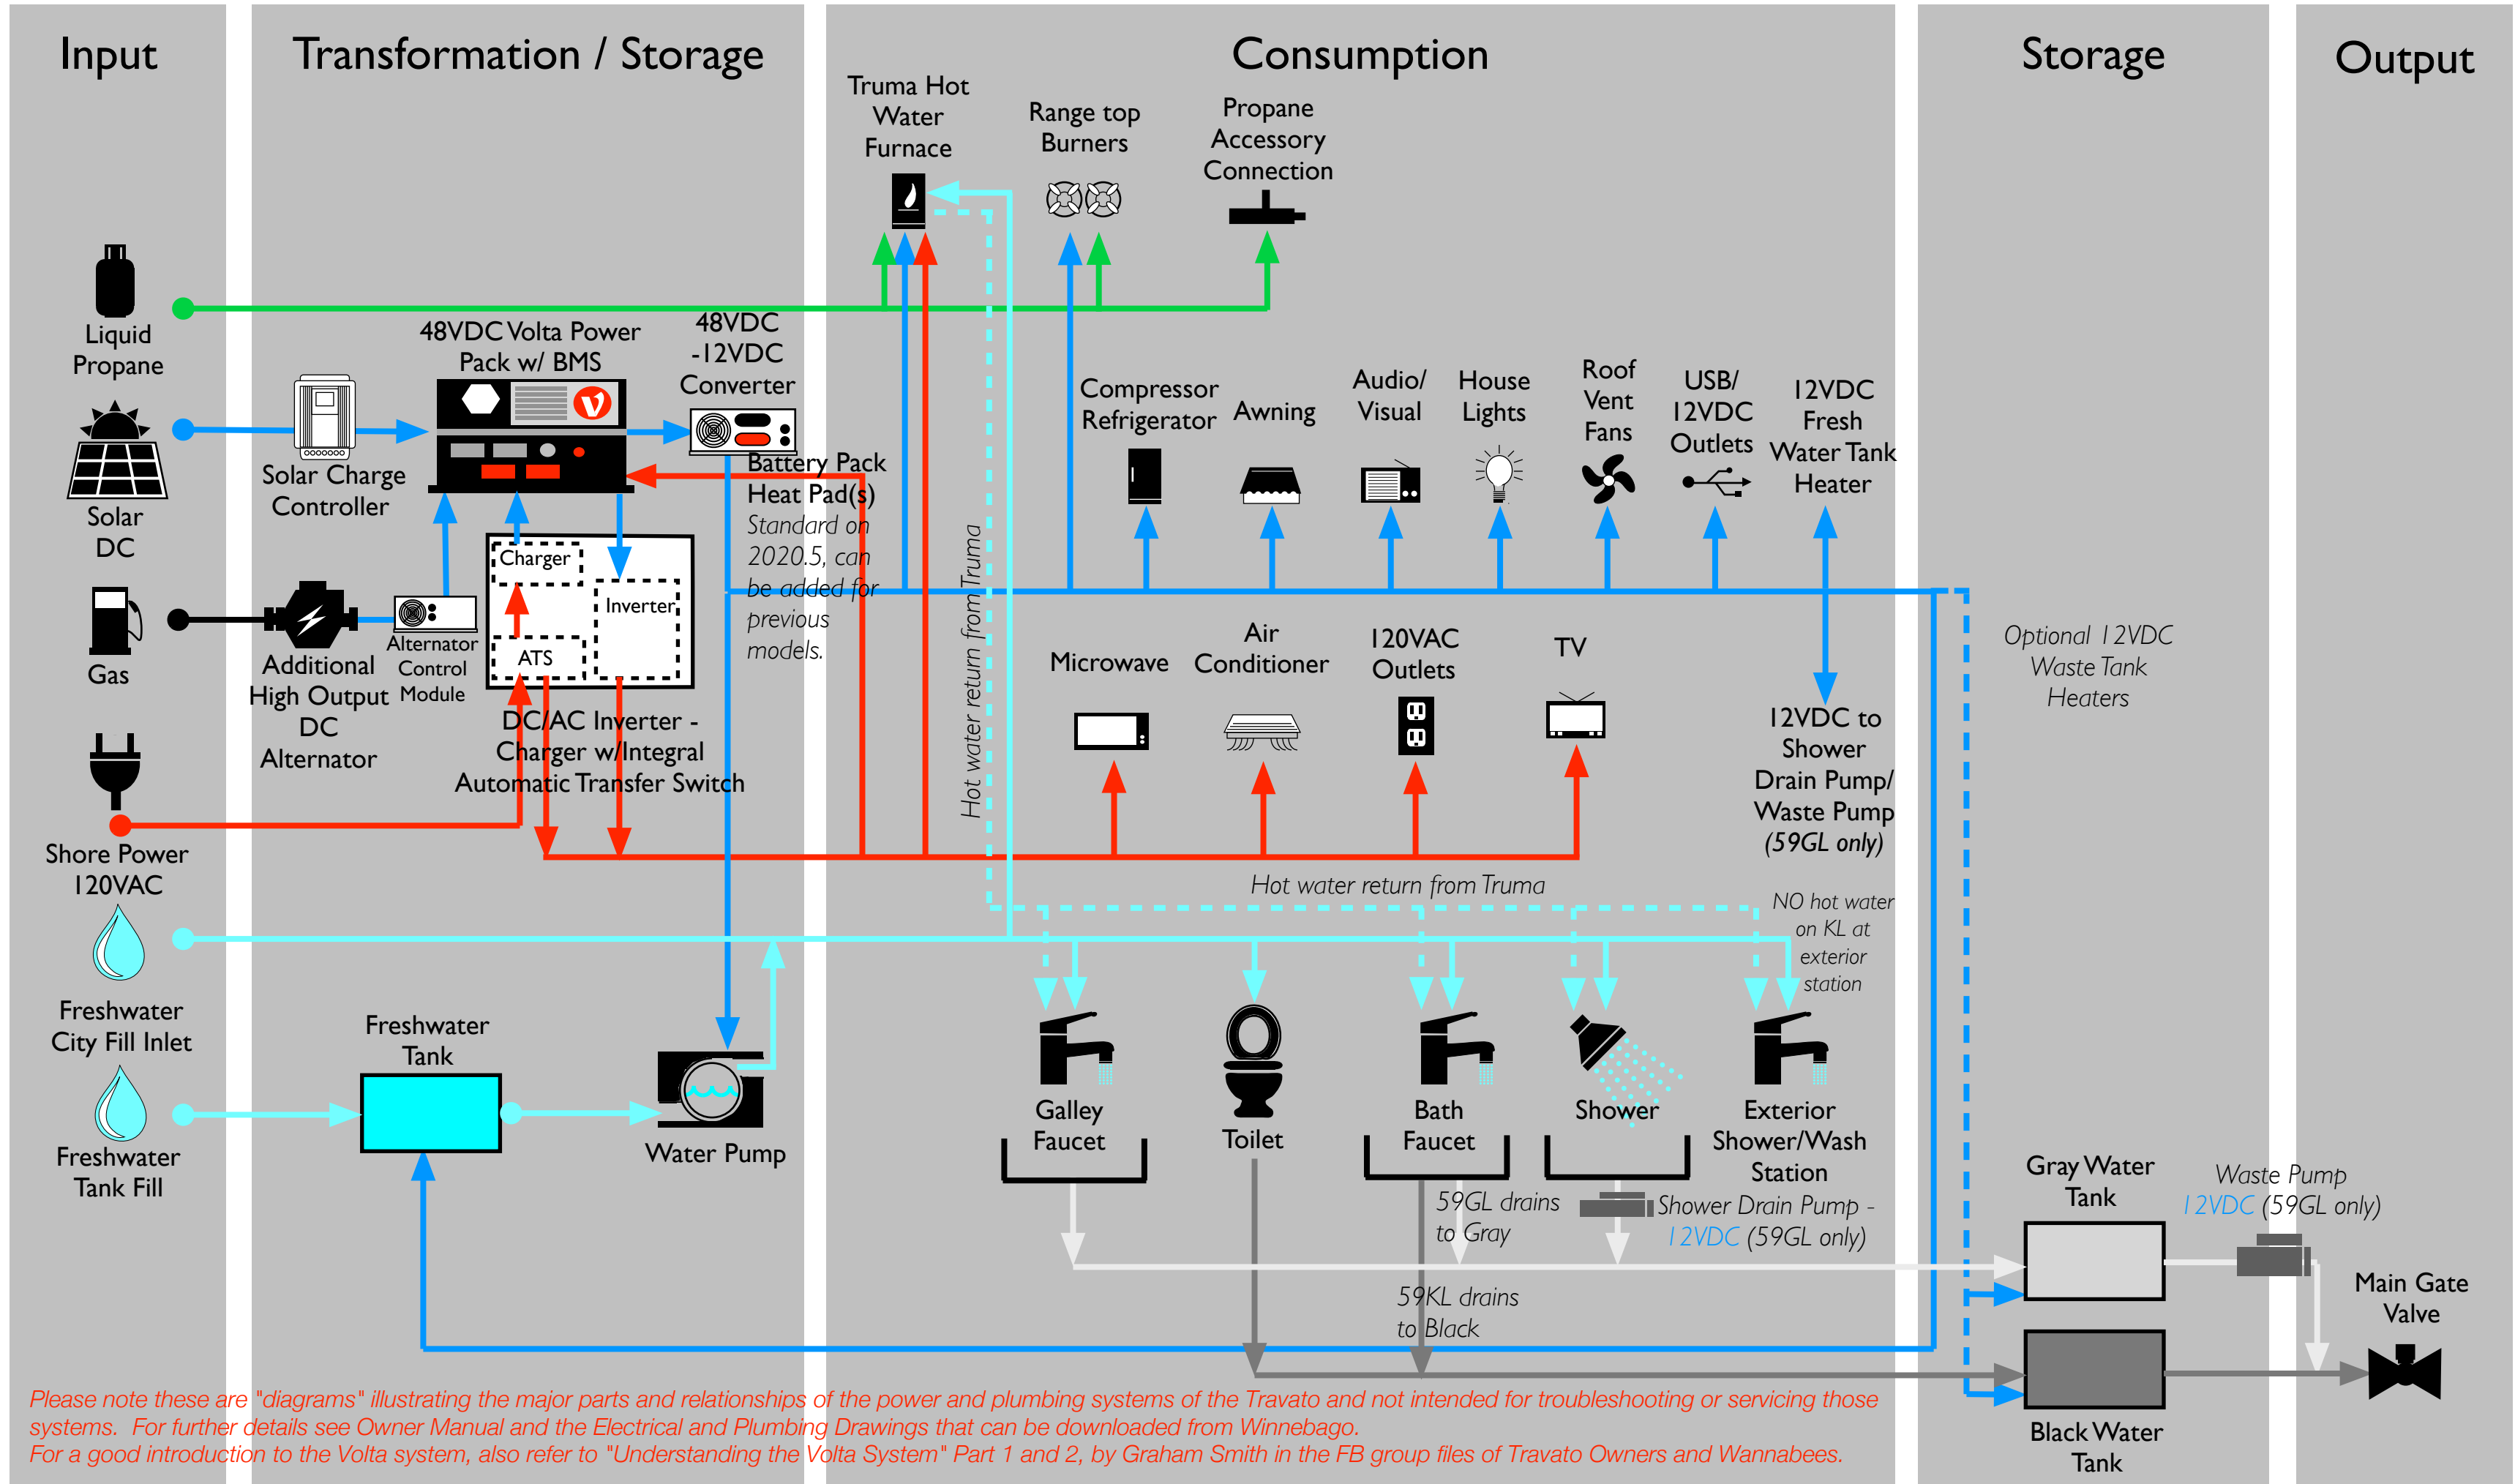 Input
Transformation / Storage
Consumption
Storage
Output
Truma Hot
Water
Furnace
Range top
Burners
Propane
Accessory
Connection
Liquid
Propane
48VDC Volta Power
Pack w/ BMS
48VDC
-12VDC
Converter
Solar Charge
Controller
Solar
DC
Battery Pack
Heat Pad(s)
Standard on
2020.5, can
be added for
previous
models.
Compressor
Refrigerator
Awning
Audio/
Visual
House
Lights
Roof
Vent
Fans
USB/
12VDC
Outlets
12VDC
Fresh
Water Tank
Heater
Charger
Inverter
ATS
Gas
Additional
High Output
DC
Alternator
Alternator
Control
Module
DC/AC Inverter -
Charger w/Integral
Automatic Transfer Switch
Hot water return from Truma
Microwave
Air
Conditioner
120VAC
Outlets
TV
12VDC to
Shower
Drain Pump/
Waste Pump
(59GL only)
Optional 12VDC
Waste Tank
Heaters
Shore Power
120VAC
Hot water return from Truma
NO hot water
on KL at
exterior
station
Freshwater
City Fill Inlet
Freshwater
Tank
Water Pump
Freshwater
Tank Fill
Galley
Faucet
Toilet
Bath
Faucet
Shower
Exterior
Shower/Wash
Station
59GL drains
to Gray
Shower Drain Pump -
12VDC (59GL only)
59KL drains
to Black
Gray Water
Tank
Waste Pump
12VDC (59GL only)
Main Gate
Valve
Black Water
Tank
Please note these are "diagrams" illustrating the major parts and relationships of the power and plumbing systems of the Travato and not intended for troubleshooting or servicing those
systems. For further details see Owner Manual and the Electrical and Plumbing Drawings that can be downloaded from Winnebago.
For a good introduction to the Volta system, also refer to "Understanding the Volta System" Part 1 and 2, by Graham Smith in the FB group files of Travato Owners and Wannabees.